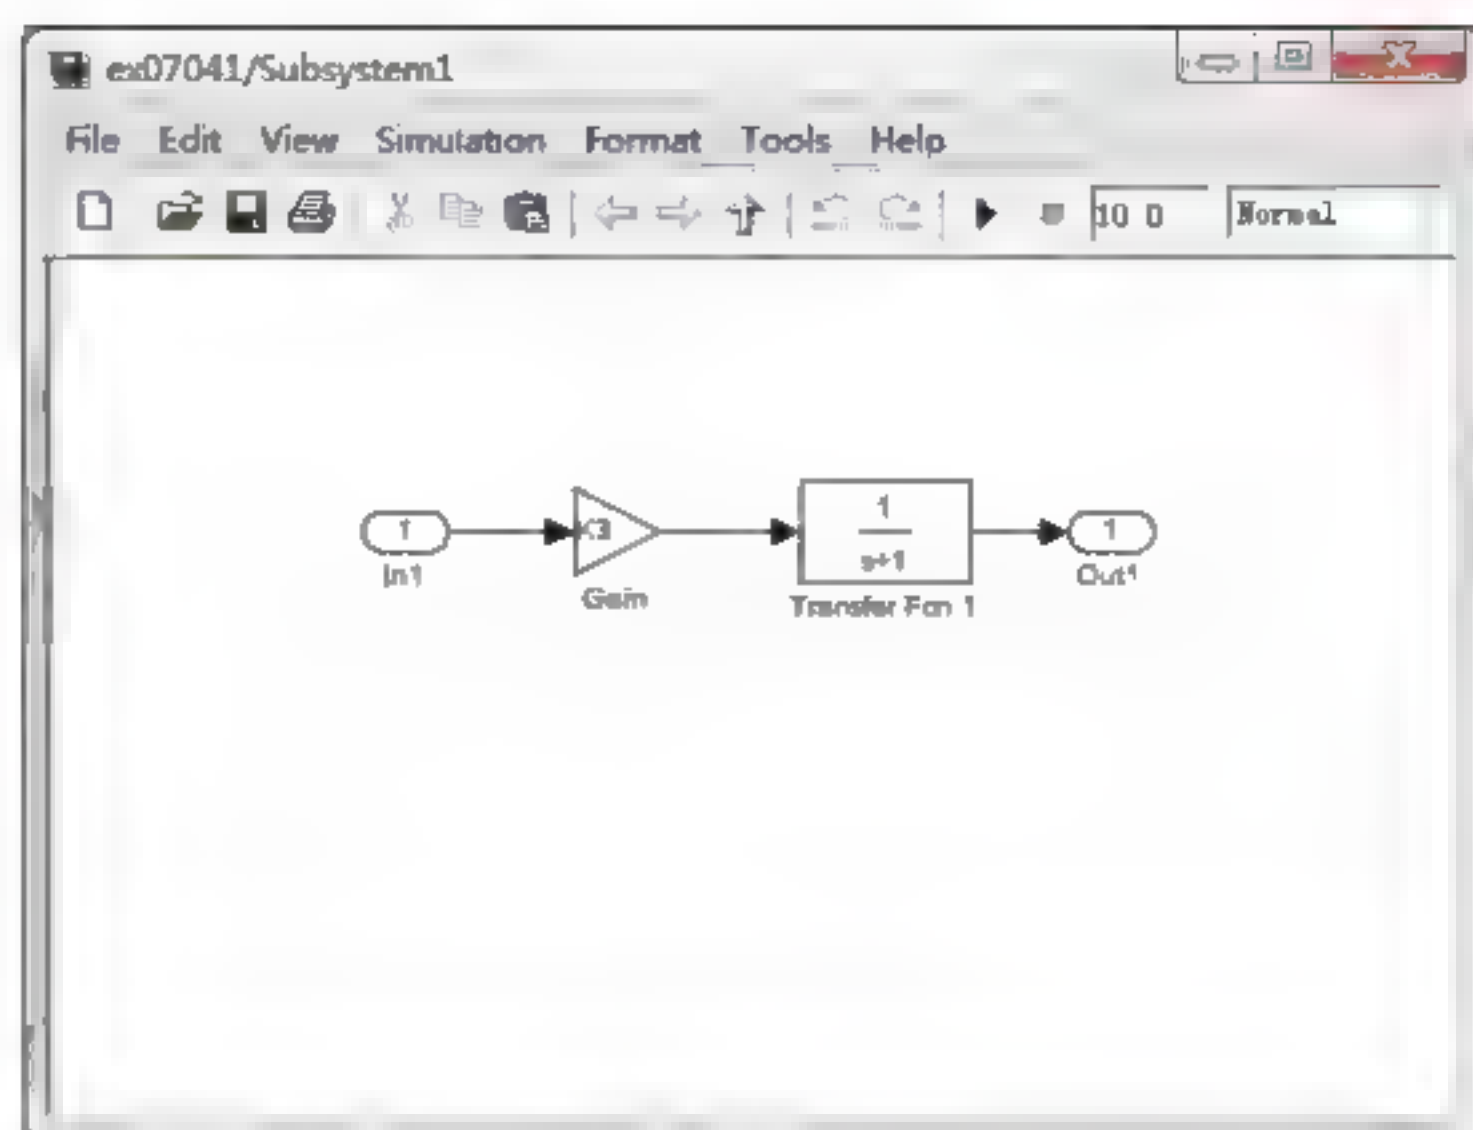 ex07041/Subsystem1
File Edit View Simulation Format Tools Help
10 0 Normal
1 K3 1 1
s+1
In1 Out1
Gain Transfer Fcn 1